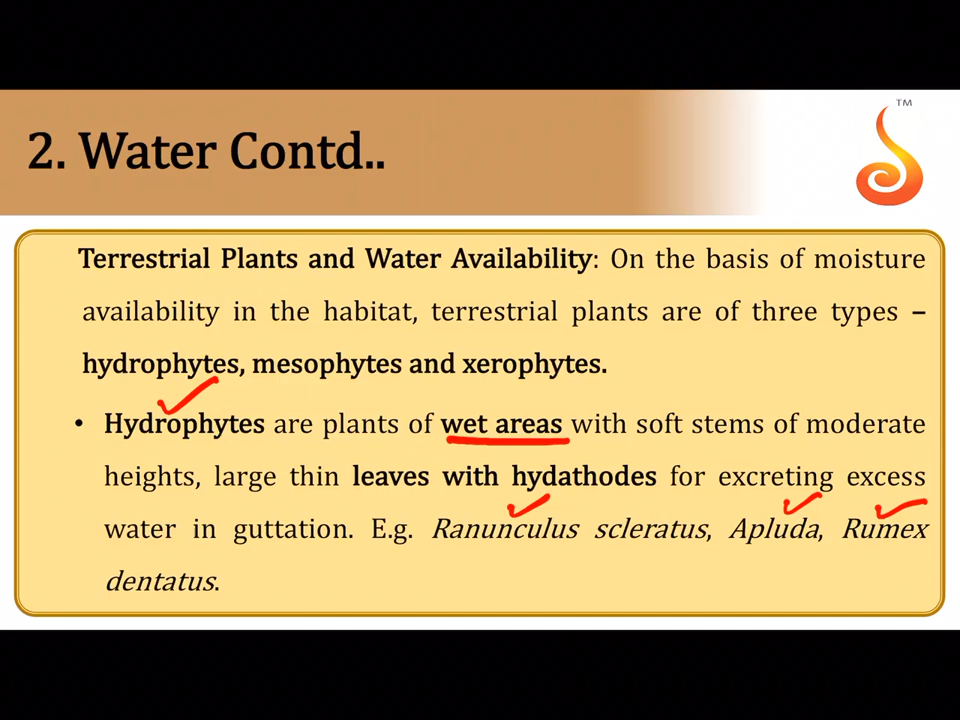 TM
2. Water Contd..
Terrestrial Plants and Water Availability: On the basis of moisture
availability in the habitat, terrestrial plants are of three types –
hydrophytes, mesophytes and xerophytes.
• Hydrophytes are plants of wet areas with soft stems of moderate
heights, large thin leaves with hydathodes for excreting excess
water in guttation. E.g. Ranunculus scleratus, Apluda, Rumex
dentatus.